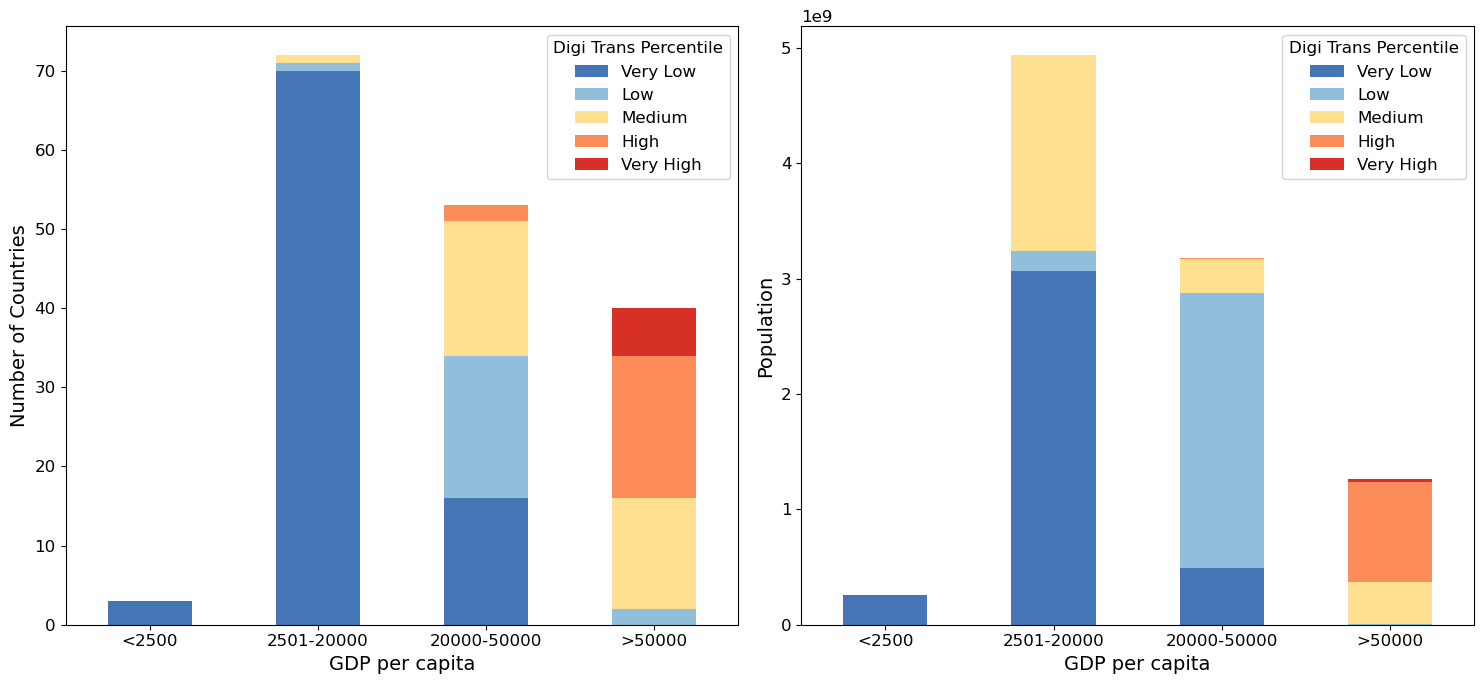 Number of Countries
70
60
50
40
30
20
10
0
<2500
2501-20000
20000-50000
>50000
GDP per capita
Digi Trans Percentile
Very Low
Low
Medium
High
Very High
1e9
Population
5
4
3
2
1
0
<2500
2501-20000
20000-50000
>50000
GDP per capita
Digi Trans Percentile
Very Low
Low
Medium
High
Very High